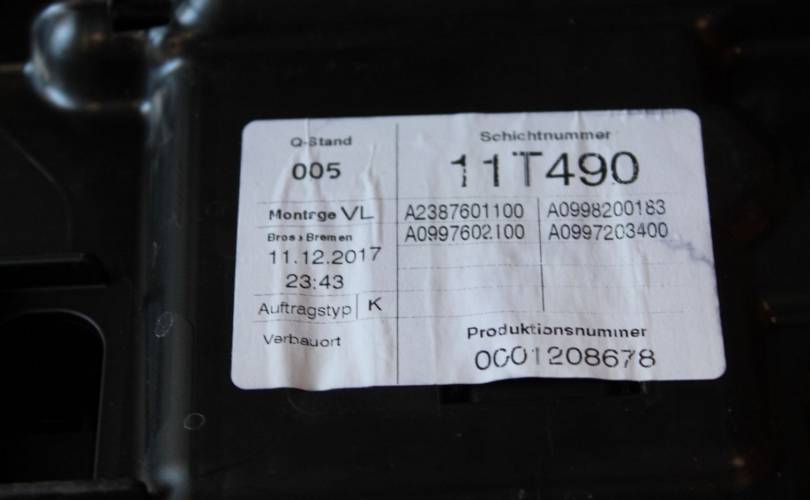 Q-Stand
005
Schichtnummer
11T490
Montage VL
A2387601100 A0998200183
Brose Bremen
A0997602100 A0997203400
11.12.2017
23:43
Auftragstyp K
Verbauort
Produktionsnummer
0001208678